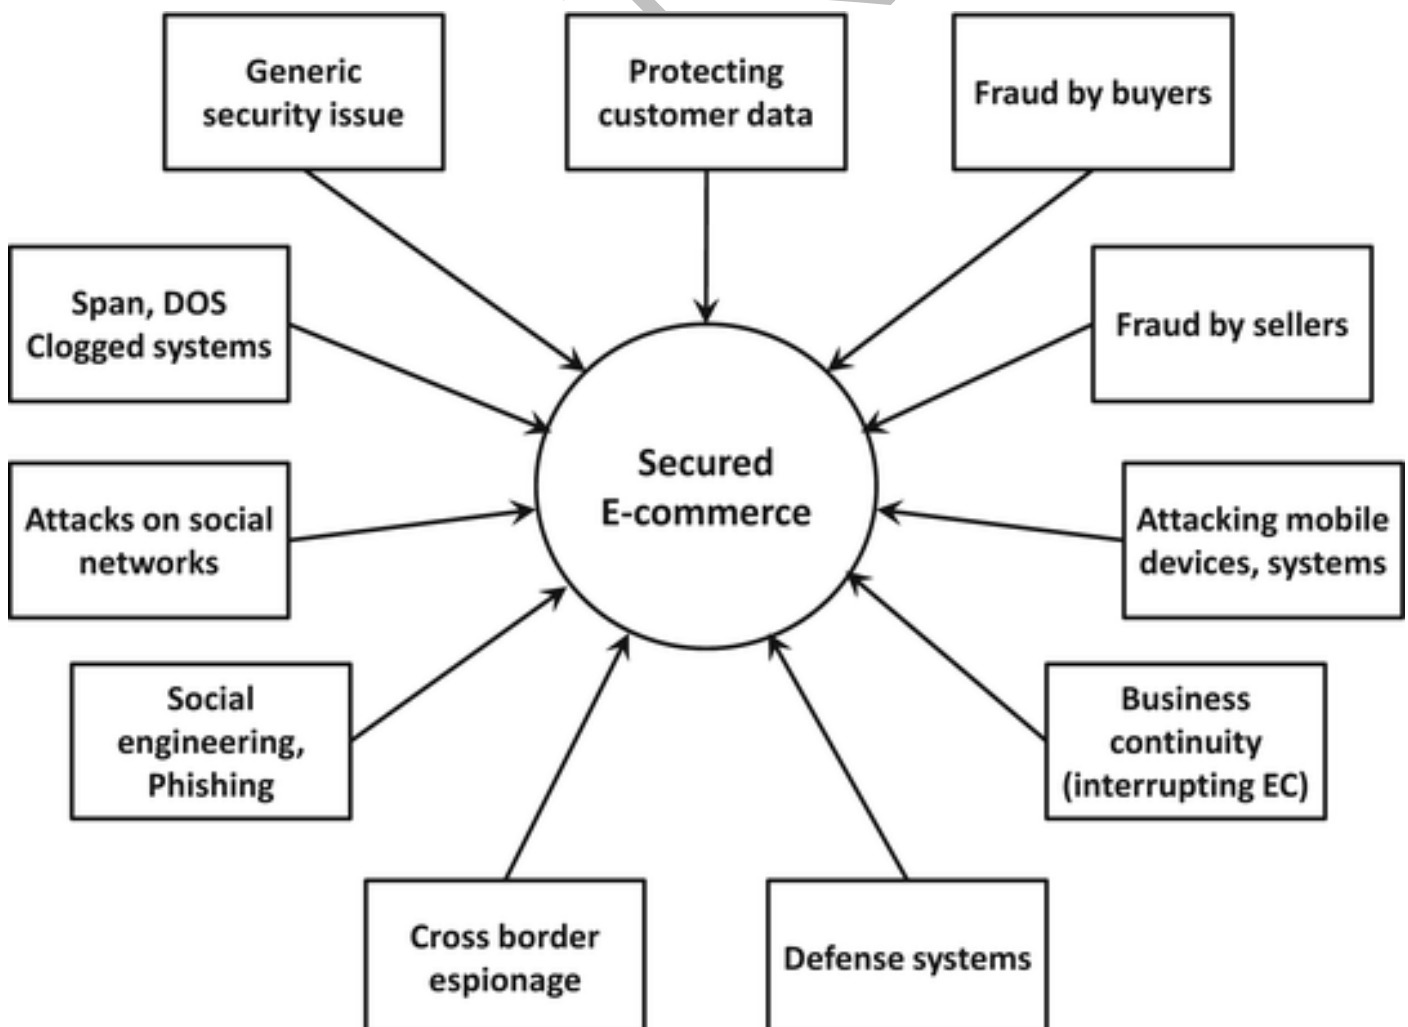 Generic
security issue
Protecting
customer data
Fraud by buyers
Span, DOS
Clogged systems
Fraud by sellers
Secured
E-commerce
Attacks on social
networks
Attacking mobile
devices, systems
Social
engineering,
Phishing
Business
continuity
(interrupting EC)
Cross border
espionage
Defense systems